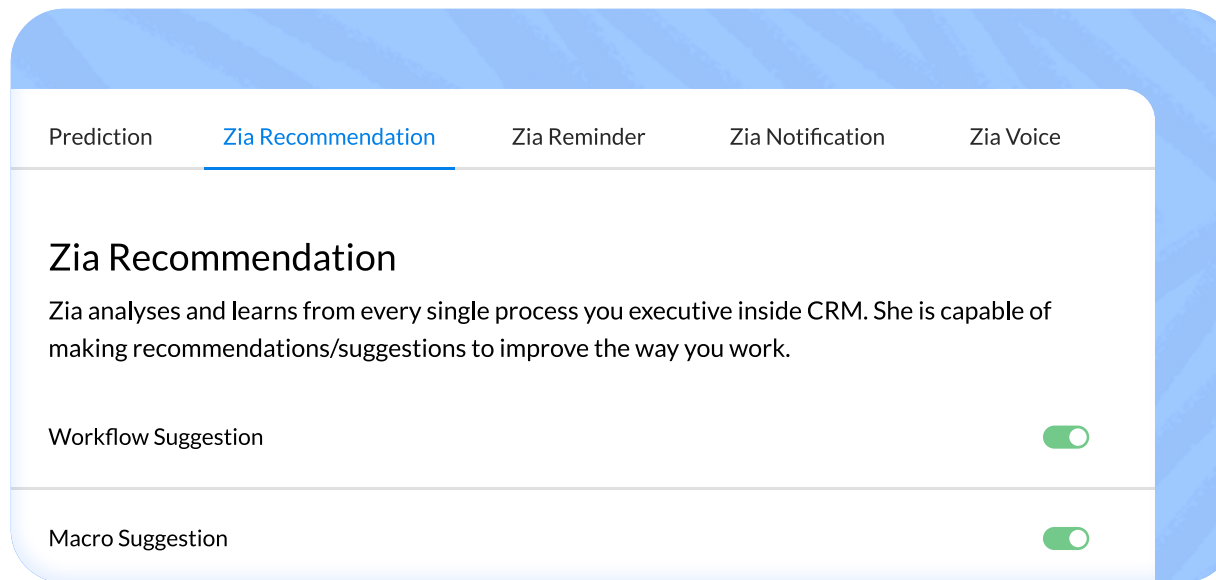 Prediction Zia Recommendation Zia Reminder Zia Notification Zia Voice
Zia Recommendation
Zia analyses and learns from every single process you executive inside CRM. She is capable of
making recommendations/suggestions to improve the way you work.
Workflow Suggestion
Macro Suggestion